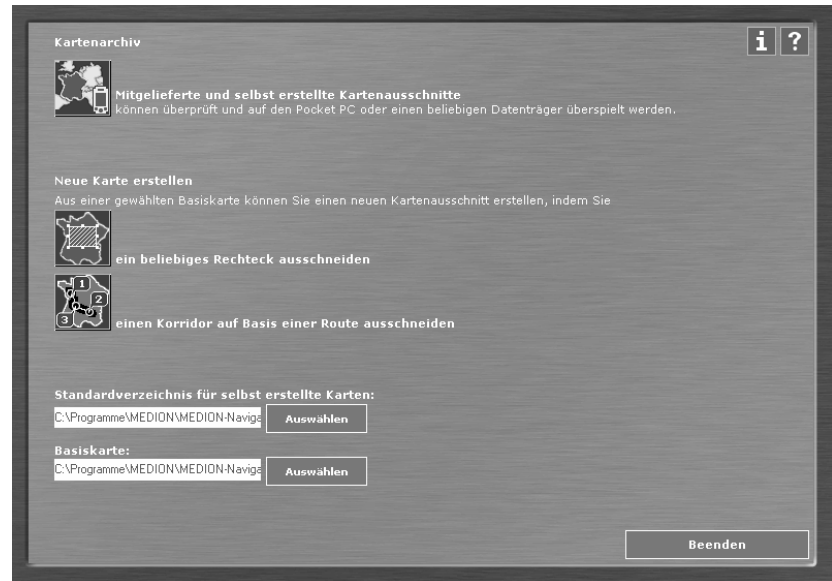 Kartenarchiv
i ?
Mitgelieferte und selbst erstellte Kartenausschnitte
können überprüft und auf den Pocket PC oder einen beliebigen Datenträger überspielt werden.
Neue Karte erstellen
Aus einer gewählten Basiskarte können Sie einen neuen Kartenausschnitt erstellen, indem Sie
ein beliebiges Rechteck ausschneiden
1
2
3
einen Korridor auf Basis einer Route ausschneiden
Standardverzeichnis für selbst erstellte Karten:
C:\Programme\MEDION\MEDION-Naviga Auswählen
Basiskarte:
C:\Programme\MEDION\MEDION-Naviga Auswählen
Beenden